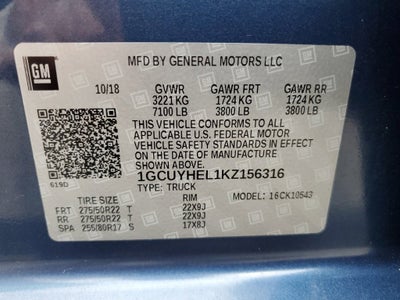 GM
MFD BY GENERAL MOTORS LLC
10/18 GVWR GAWR FRT GAWR RR
3221 KG 1724 KG 1724 KG
7100 LB 3800 LB 3800 LB
THIS VEHICLE CONFORMS TO ALL APPLICABLE
U.S. FEDERAL MOTOR
VEHICLE SAFETY STANDARDS IN EFFECT
ON THE DATE OF MANUFACTURE
SHOWN ABOVE.
1GCUYHEL1KZ156316
TYPE: TRUCK
619D
TIRE SIZE RIM MODEL: 16CK10543
FRT 275/50R22 T 22X9J
RR 275/50R22 T 22X9J
SPA 255/80R17 S 17X8J